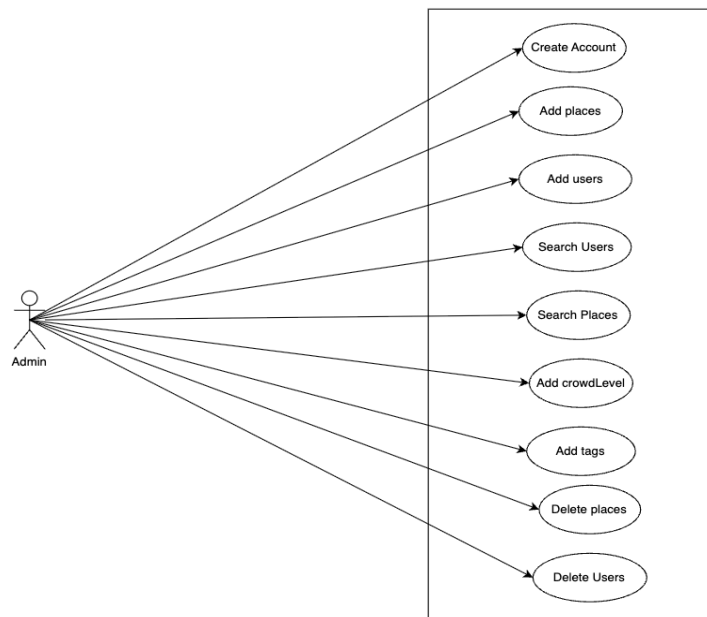 Create Account
Add places
Add users
Search Users
Search Places
Admin
Add crowdLevel
Add tags
Delete places
Delete Users